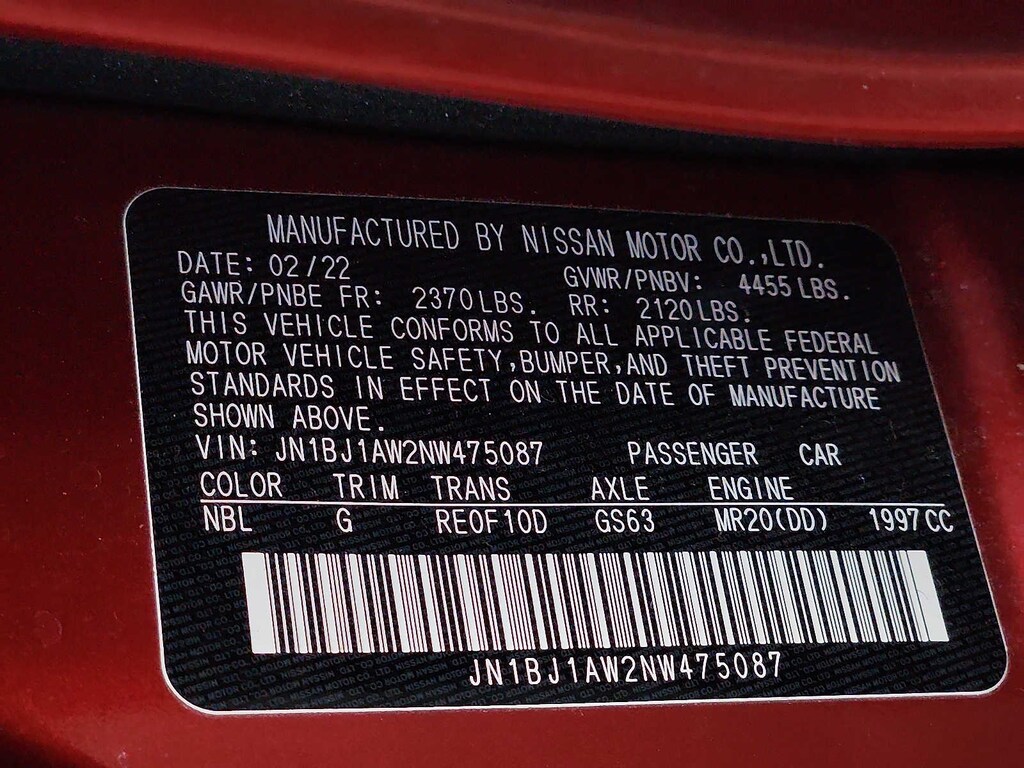 MANUFACTURED BY NISSAN MOTOR CO.,LTD.
DATE: 02/22 GVWR/PNBV: 4455 LBS.
GAWR/PNBE FR: 2370 LBS. RR: 2120 LBS.
THIS VEHICLE CONFORMS TO ALL APPLICABLE FEDERAL
MOTOR VEHICLE SAFETY,BUMPER,AND THEFT PREVENTION
STANDARDS IN EFFECT ON THE DATE OF MANUFACTURE
SHOWN ABOVE.
VIN: JN1BJ1AW2NW475087 PASSENGER CAR
COLOR TRIM TRANS AXLE ENGINE
NBL G RE0F10D GS63 MR20(DD) 1997 CC
JN1BJ1AW2NW475087